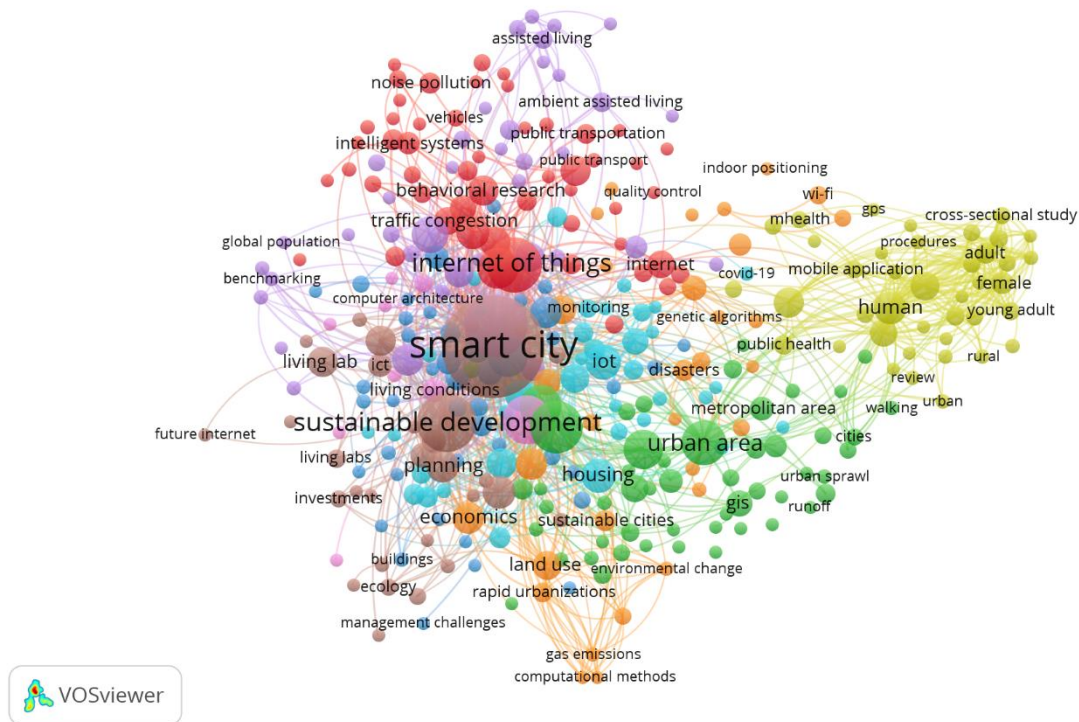 assisted living
noise pollution
ambient assisted living
vehicles
public transportation
intelligent systems
public transport
indoor positioning
behavioral research
quality control
wi-fi
gps
cross-sectional study
traffic congestion
mhealth
procedures
global population
adult
internet of things
internet
covid-19
mobile application
benchmarking
female
computer architecture
monitoring
human
genetic algorithms
young adult
smart city
public health
living lab
ict
iot
disasters
rural
review
living conditions
urban
metropolitan area
walking
future internet
sustainable development
cities
urban area
living labs
planning
housing
urban sprawl
investments
gis
runoff
economics
sustainable cities
buildings
land use
environmental change
ecology
rapid urbanizations
management challenges
gas emissions
computational methods
VOSviewer